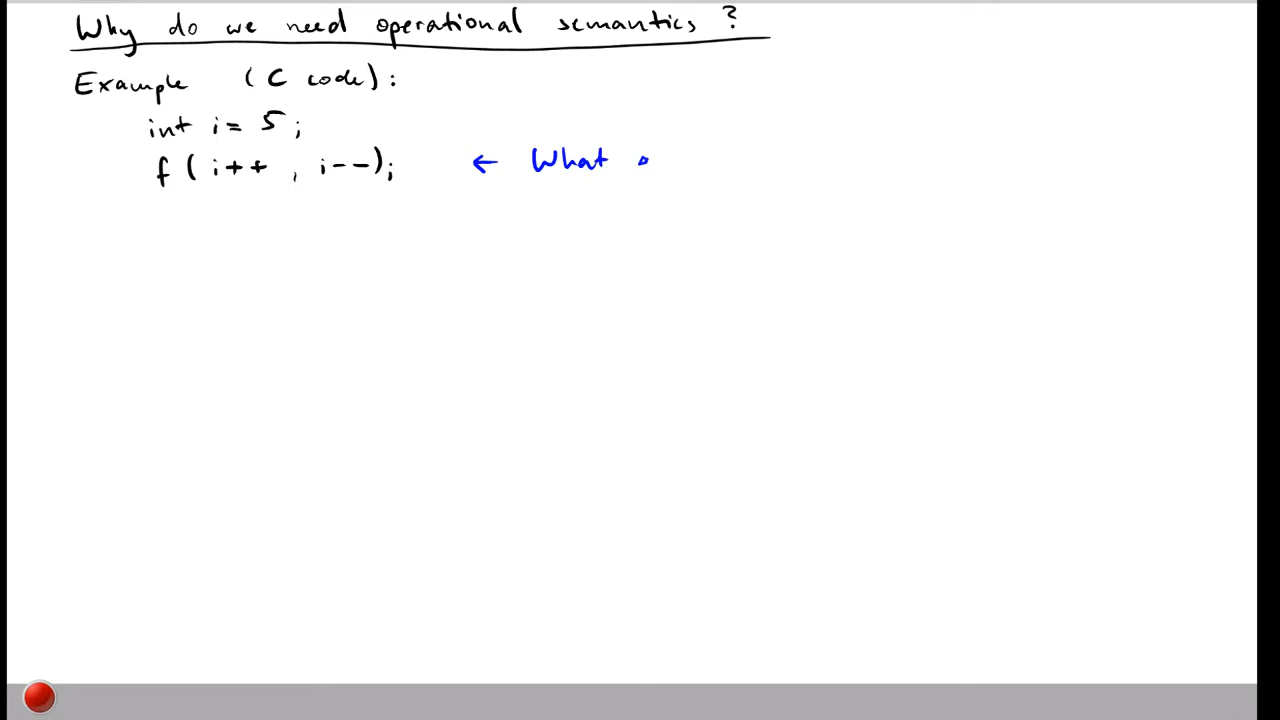 Why do we need operational semantics ?
Example (C code):
int i = 5;
f(i++, i--); ← What